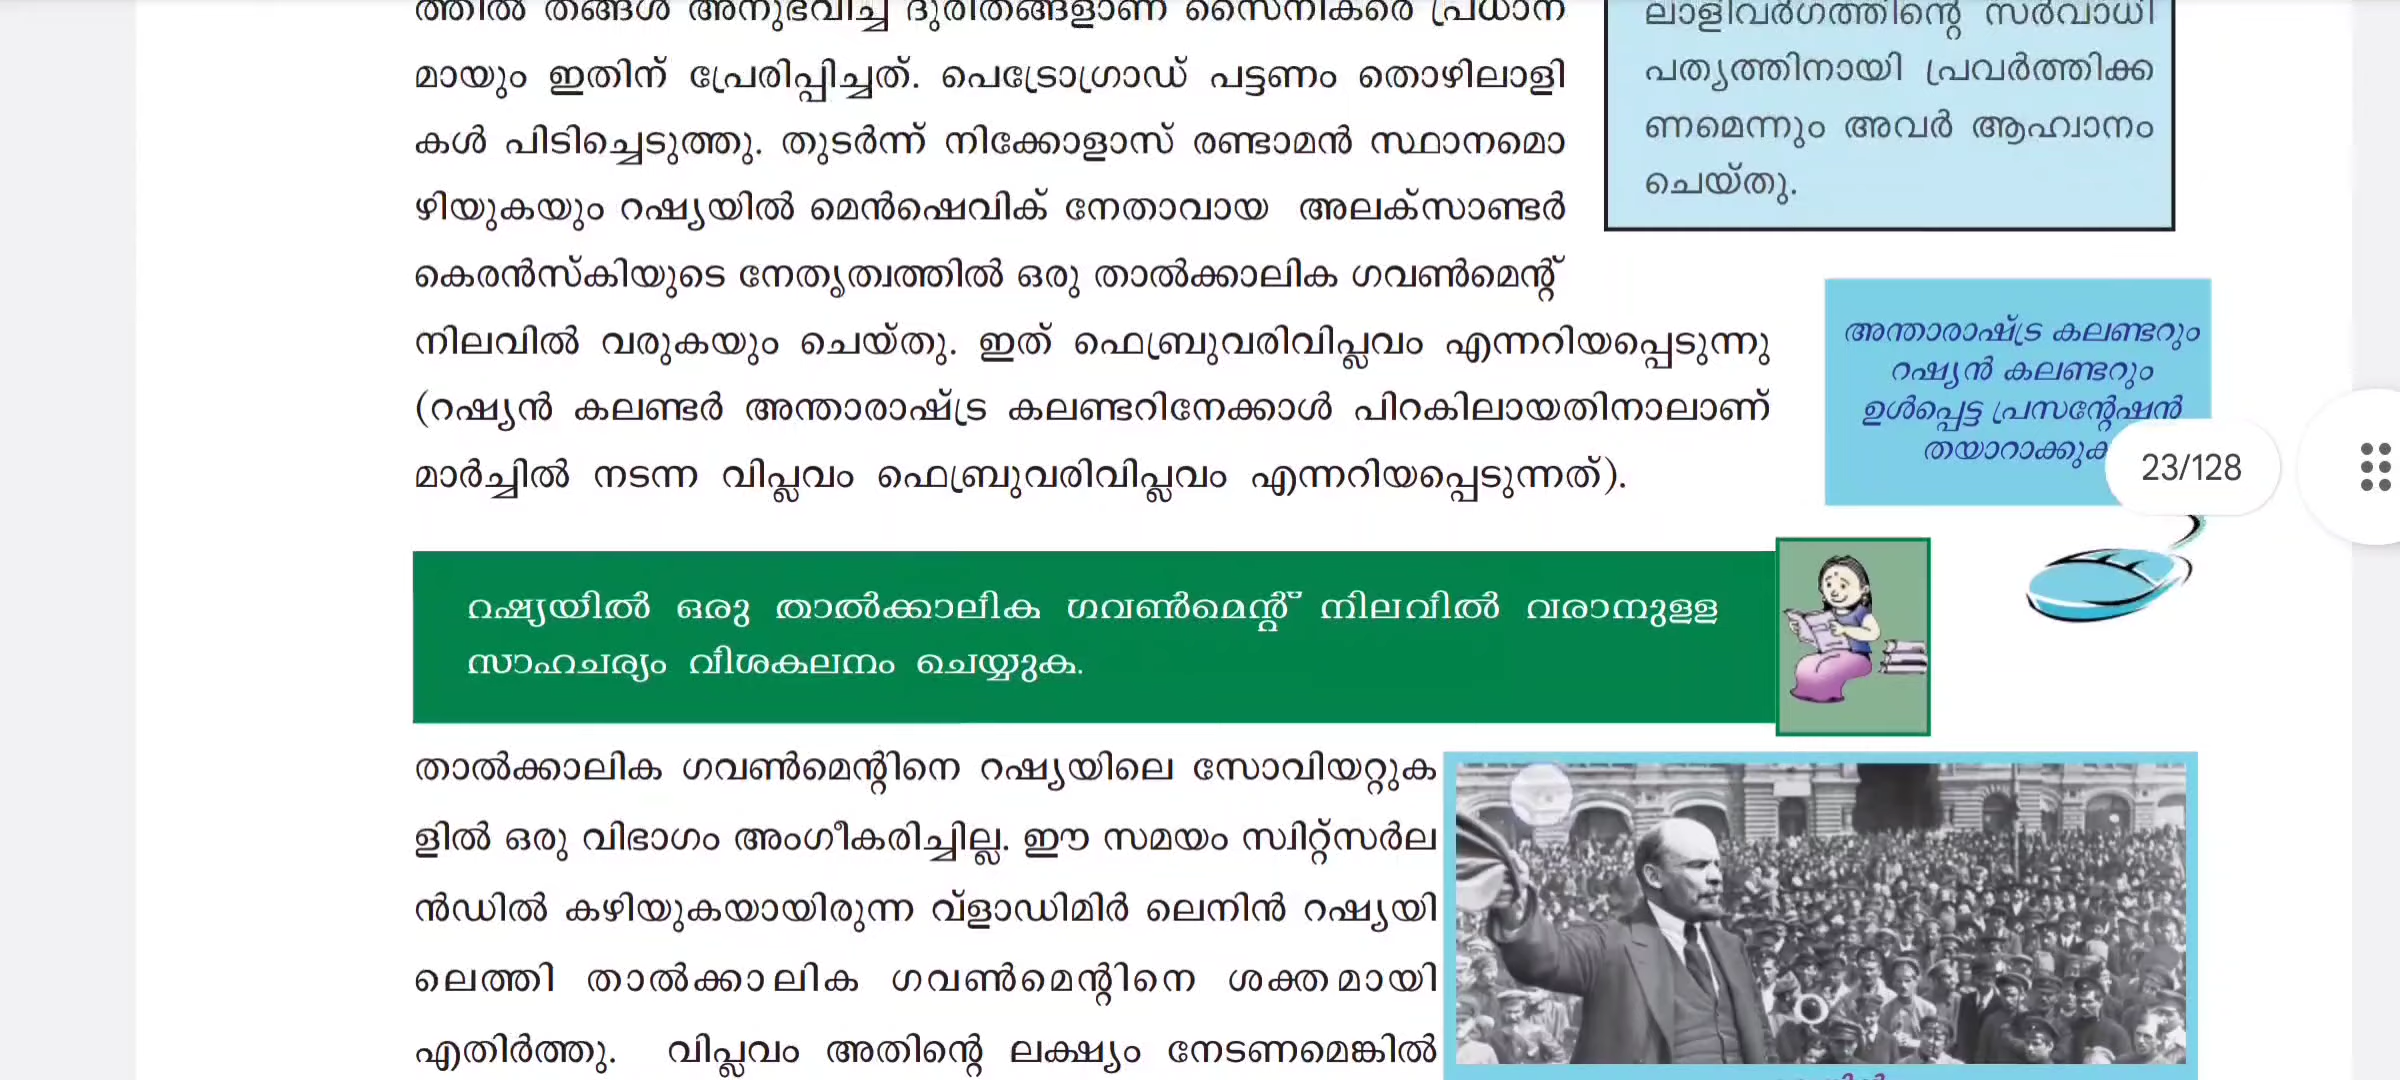 ത്തിൽ തങ്ങൾ അനുഭവിച്ച ദുരിതങ്ങളാണ് സൈനികരെ പ്രധാന
മായും ഇതിന് പ്രേരിപ്പിച്ചത്. പെട്രോഗ്രാഡ് പട്ടണം തൊഴിലാളി
കൾ പിടിച്ചെടുത്തു. തുടർന്ന് നിക്കോളാസ് രണ്ടാമൻ സ്ഥാനമൊ
ഴിയുകയും റഷ്യയിൽ മെൻഷെവിക് നേതാവായ അലക്സാണ്ടർ
കെരൻസ്കിയുടെ നേതൃത്വത്തിൽ ഒരു താൽക്കാലിക ഗവൺമെന്റ്
നിലവിൽ വരുകയും ചെയ്തു. ഇത് ഫെബ്രുവരിവിപ്ലവം എന്നറിയപ്പെടുന്നു
(റഷ്യൻ കലണ്ടർ അന്താരാഷ്ട്ര കലണ്ടറിനേക്കാൾ പിറകിലായതിനാലാണ്
മാർച്ചിൽ നടന്ന വിപ്ലവം ഫെബ്രുവരിവിപ്ലവം എന്നറിയപ്പെടുന്നത്).
ലാളിവർഗത്തിന്റെ സർവാധി
പത്യത്തിനായി പ്രവർത്തിക്ക
ണമെന്നും അവർ ആഹ്വാനം
ചെയ്തു.
അന്താരാഷ്ട്ര കലണ്ടറും
റഷ്യൻ കലണ്ടറും
ഉൾപ്പെട്ട പ്രസന്റേഷൻ
തയാറാക്കുക
23/128
റഷ്യയിൽ ഒരു താൽക്കാലിക ഗവൺമെന്റ് നിലവിൽ വരാനുള്ള
സാഹചര്യം വിശകലനം ചെയ്യുക.
താൽക്കാലിക ഗവൺമെന്റിനെ റഷ്യയിലെ സോവിയറ്റുക
ളിൽ ഒരു വിഭാഗം അംഗീകരിച്ചില്ല. ഈ സമയം സ്വിറ്റ്സർല
ൻഡിൽ കഴിയുകയായിരുന്ന വ്ളാഡിമിർ ലെനിൻ റഷ്യയി
ലെത്തി താൽക്കാലിക ഗവൺമെന്റിനെ ശക്തമായി
എതിർത്തു. വിപ്ലവം അതിന്റെ ലക്ഷ്യം നേടണമെങ്കിൽ